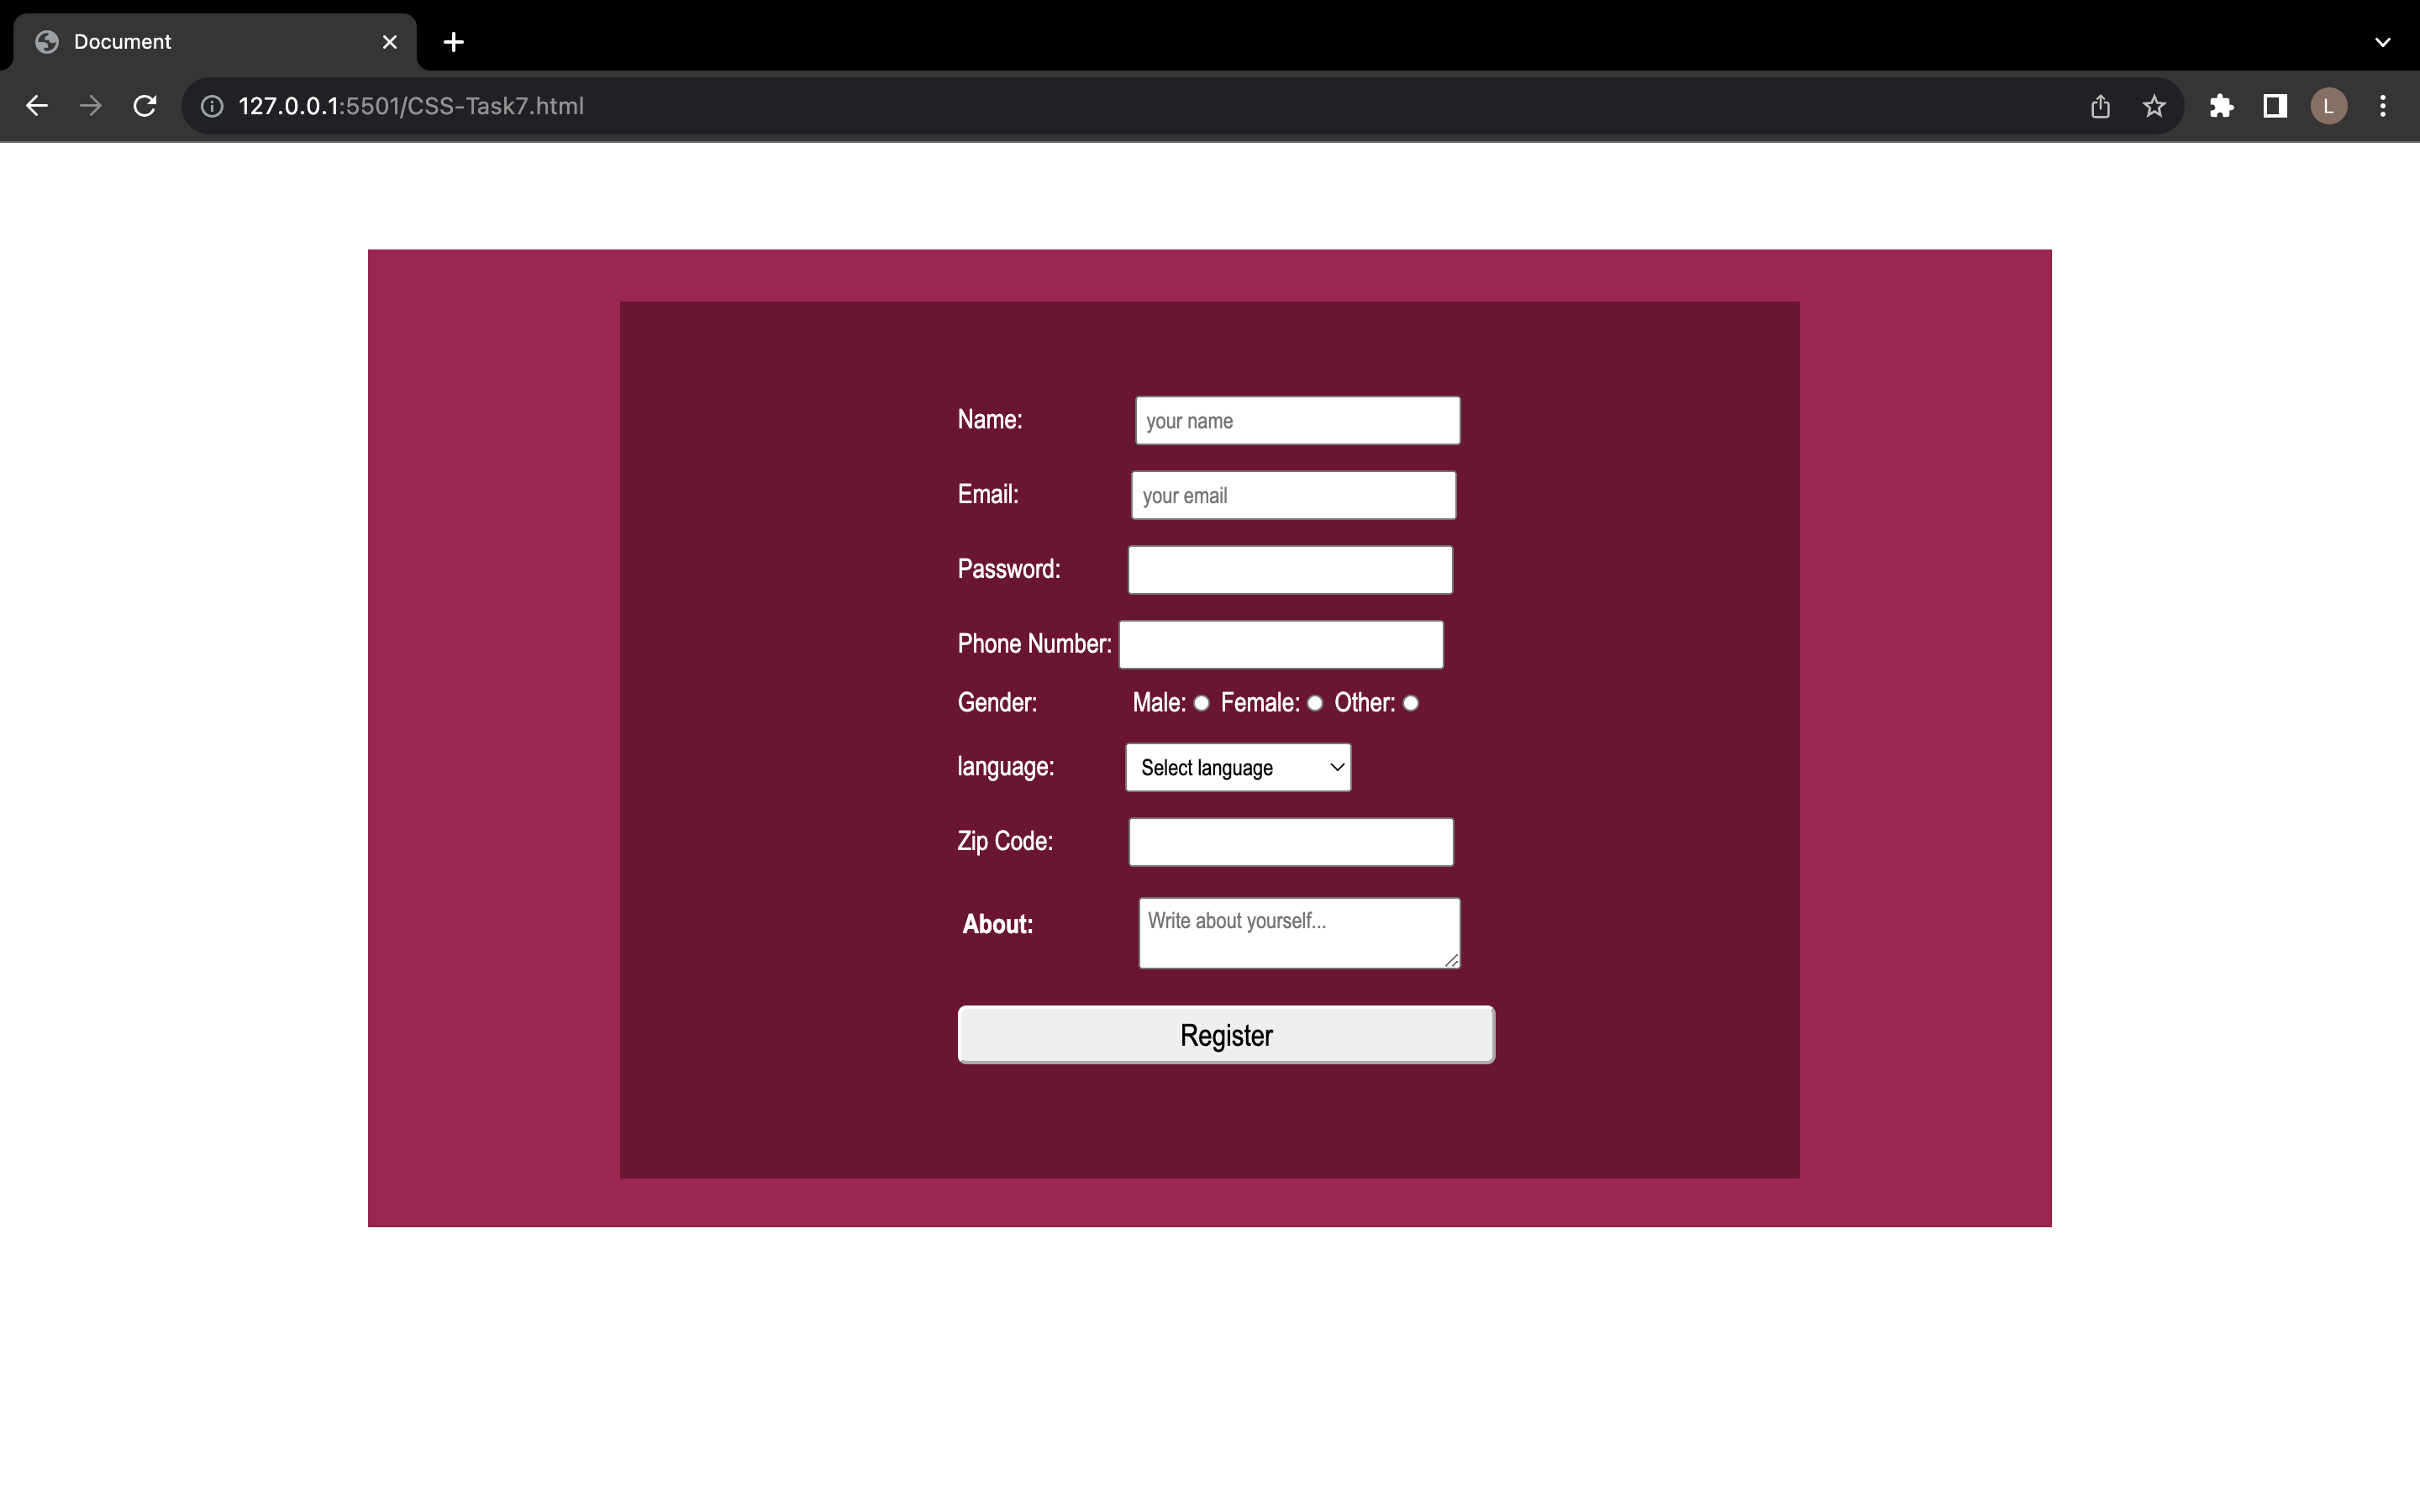 Document
127.0.0.1:5501/CSS-Task7.html
L
Name: your name
Email: your email
Password:
Phone Number:
Gender: Male: Female: Other:
language: Select language
Zip Code:
About: Write about yourself...
Register